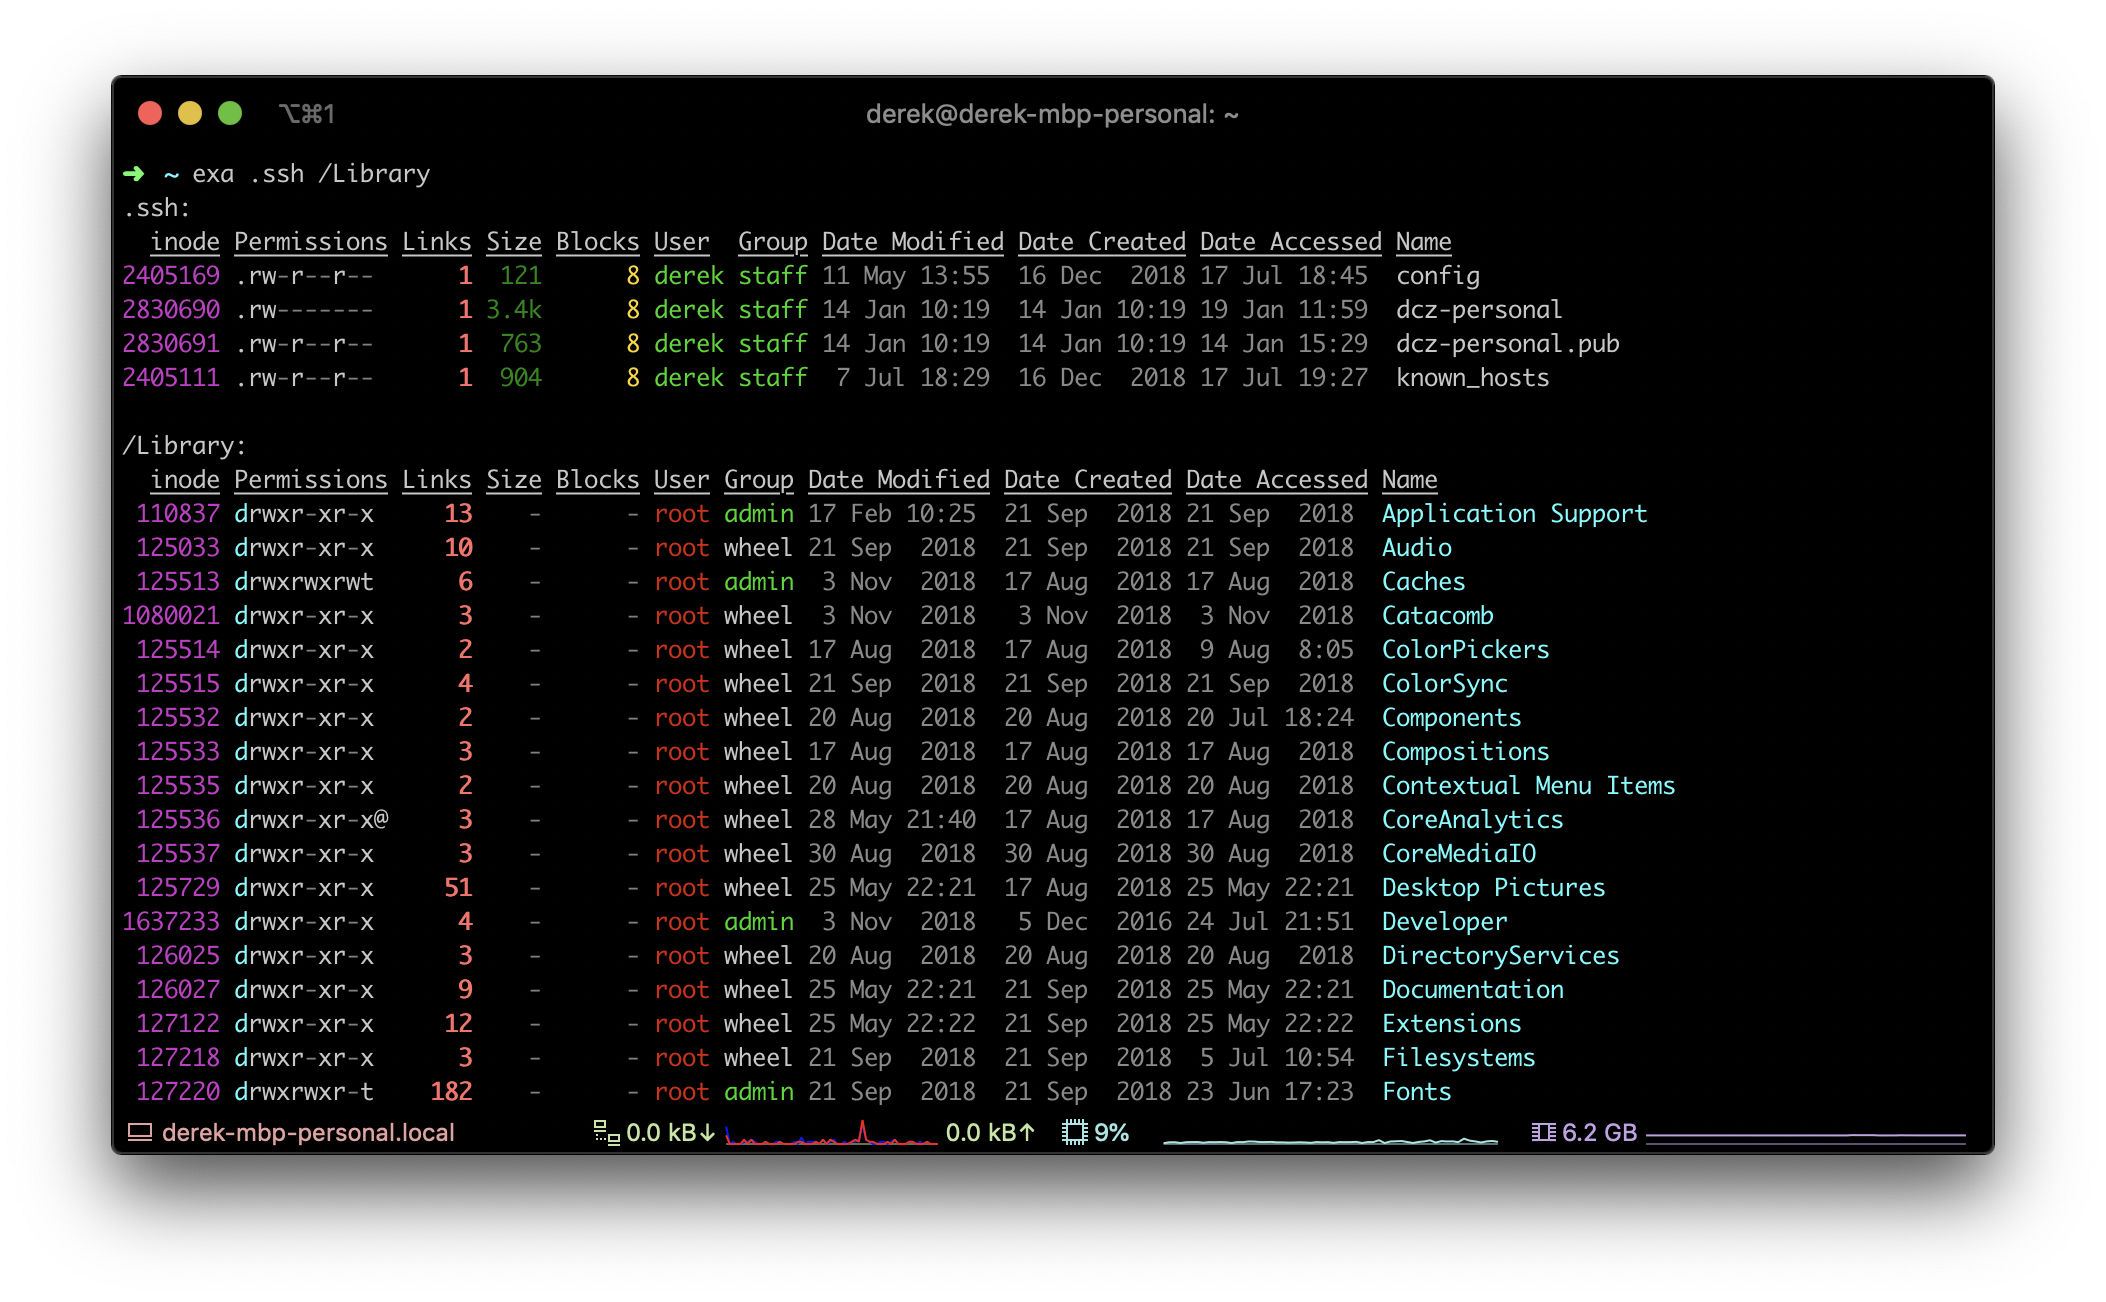 ⌥⌘1
derek@derek-mbp-personal: ~
➜  ~ exa .ssh /Library
.ssh:
  inode Permissions Links Size Blocks User  Group Date Modified Date Created Date Accessed Name
2405169 .rw-r--r--      1  121      8 derek staff 11 May 13:55  16 Dec  2018 17 Jul 18:45  config
2830690 .rw-------      1 3.4k      8 derek staff 14 Jan 10:19  14 Jan 10:19 19 Jan 11:59  dcz-personal
2830691 .rw-r--r--      1  763      8 derek staff 14 Jan 10:19  14 Jan 10:19 14 Jan 15:29  dcz-personal.pub
2405111 .rw-r--r--      1  904      8 derek staff  7 Jul 18:29  16 Dec  2018 17 Jul 19:27  known_hosts
/Library:
  inode Permissions Links Size Blocks User Group Date Modified Date Created Date Accessed Name
 110837 drwxr-xr-x     13    -      - root admin 17 Feb 10:25  21 Sep  2018 21 Sep  2018  Application Support
 125033 drwxr-xr-x     10    -      - root wheel 21 Sep  2018  21 Sep  2018 21 Sep  2018  Audio
 125513 drwxrwxrwt      6    -      - root admin  3 Nov  2018  17 Aug  2018 17 Aug  2018  Caches
1080021 drwxr-xr-x      3    -      - root wheel  3 Nov  2018   3 Nov  2018  3 Nov  2018  Catacomb
 125514 drwxr-xr-x      2    -      - root wheel 17 Aug  2018  17 Aug  2018  9 Aug  8:05  ColorPickers
 125515 drwxr-xr-x      4    -      - root wheel 21 Sep  2018  21 Sep  2018 21 Sep  2018  ColorSync
 125532 drwxr-xr-x      2    -      - root wheel 20 Aug  2018  20 Aug  2018 20 Jul 18:24  Components
 125533 drwxr-xr-x      3    -      - root wheel 17 Aug  2018  17 Aug  2018 17 Aug  2018  Compositions
 125535 drwxr-xr-x      2    -      - root wheel 20 Aug  2018  20 Aug  2018 20 Aug  2018  Contextual Menu Items
 125536 drwxr-xr-x@     3    -      - root wheel 28 May 21:40  17 Aug  2018 17 Aug  2018  CoreAnalytics
 125537 drwxr-xr-x      3    -      - root wheel 30 Aug  2018  30 Aug  2018 30 Aug  2018  CoreMediaIO
 125729 drwxr-xr-x     51    -      - root wheel 25 May 22:21  17 Aug  2018 25 May 22:21  Desktop Pictures
1637233 drwxr-xr-x      4    -      - root admin  3 Nov  2018   5 Dec  2016 24 Jul 21:51  Developer
 126025 drwxr-xr-x      3    -      - root wheel 20 Aug  2018  20 Aug  2018 20 Aug  2018  DirectoryServices
 126027 drwxr-xr-x      9    -      - root wheel 25 May 22:21  21 Sep  2018 25 May 22:21  Documentation
 127122 drwxr-xr-x     12    -      - root wheel 25 May 22:22  21 Sep  2018 25 May 22:22  Extensions
 127218 drwxr-xr-x      3    -      - root wheel 21 Sep  2018  21 Sep  2018  5 Jul 10:54  Filesystems
 127220 drwxrwxr-t    182    -      - root admin 21 Sep  2018  21 Sep  2018 23 Jun 17:23  Fonts
derek-mbp-personal.local 0.0 kB↓ 0.0 kB↑ 9% 6.2 GB